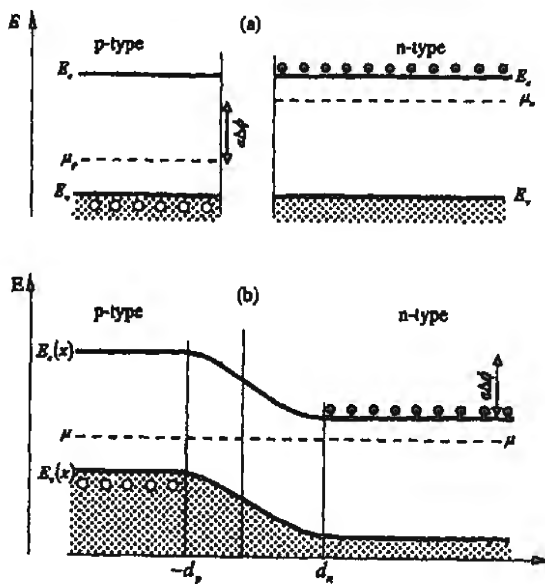 E
(a)
p-type
n-type
E_c
E_c
μ_n
eΔϕ
μ_p
E_v
E_v
E
(b)
p-type
n-type
E_c(x)
eΔϕ
μ
μ
E_v(x)
-d_p
d_n